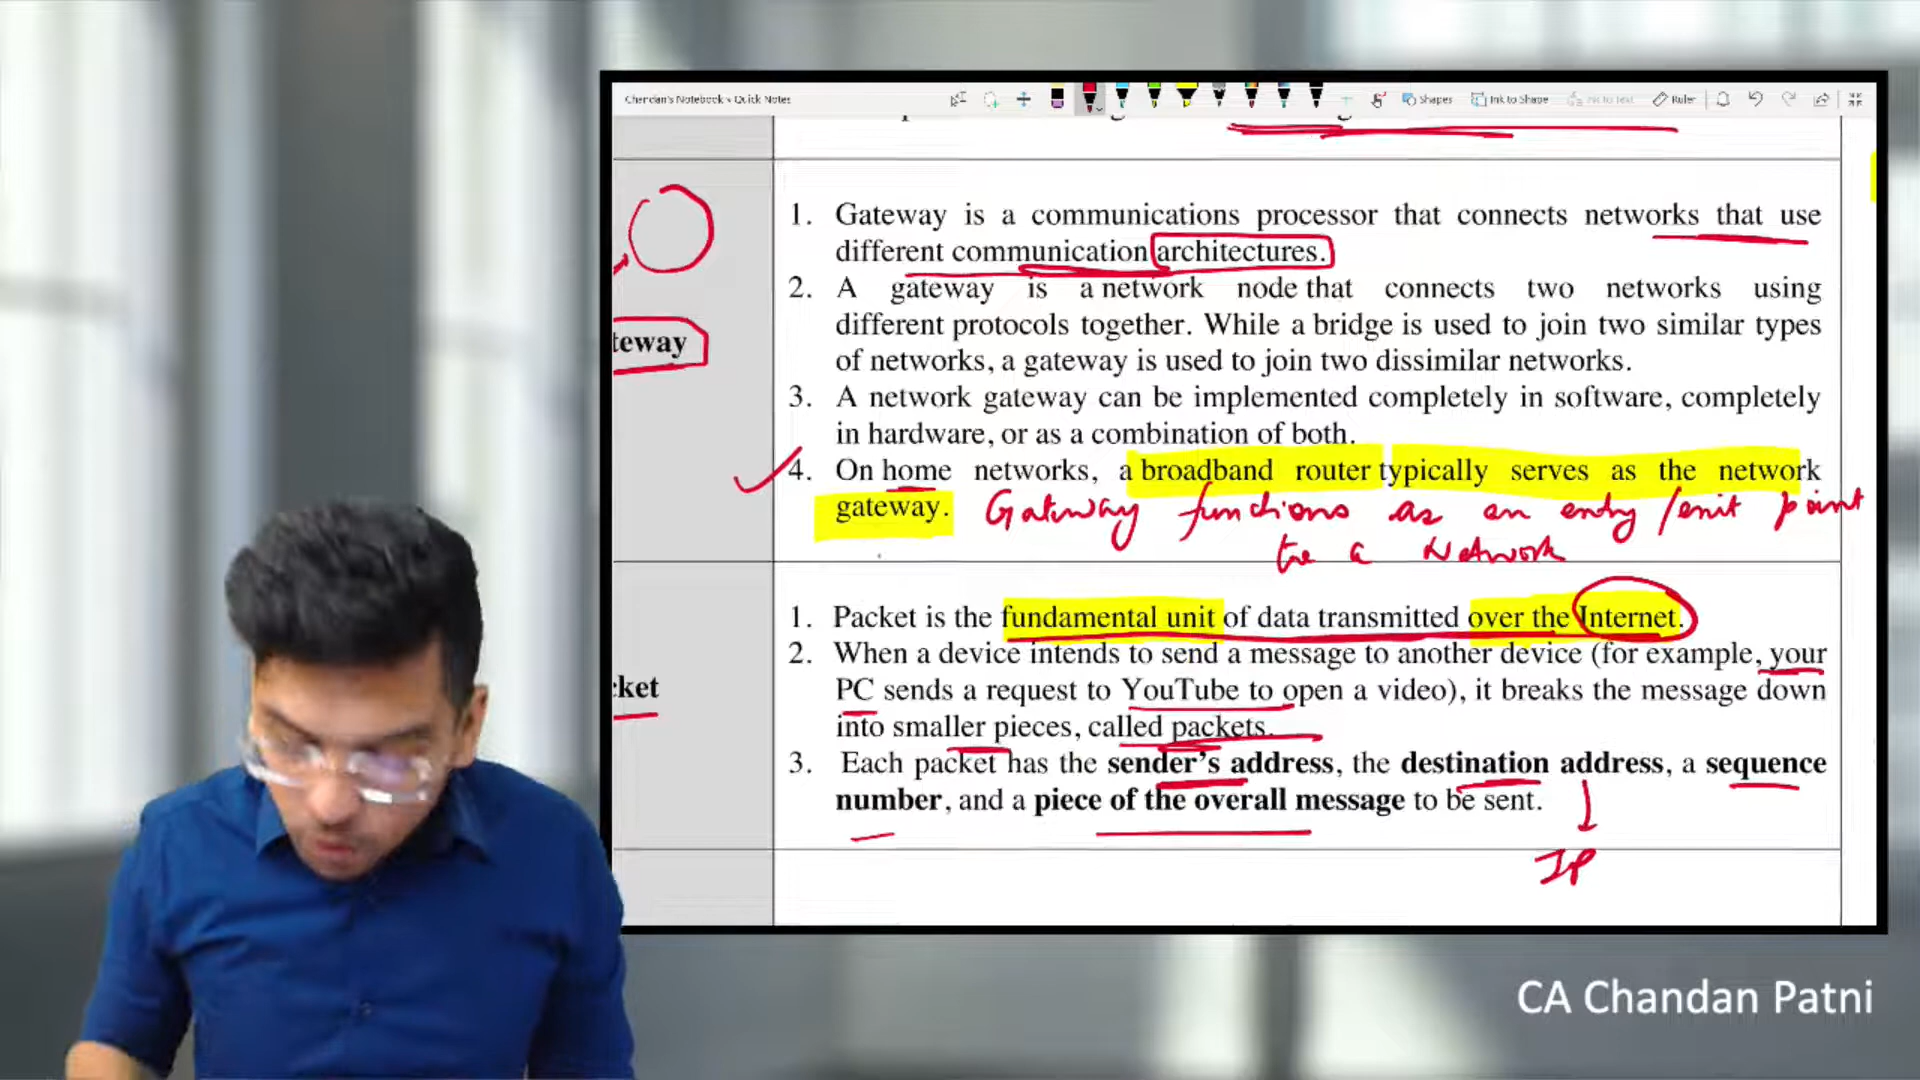 Chandan's Notebook » Quick Notes
Shapes
Ink to Shape
Ink to Text
Ruler
1. Gateway is a communications processor that connects networks that use
different communication architectures.
2. A gateway is a network node that connects two networks using
different protocols together. While a bridge is used to join two similar types
of networks, a gateway is used to join two dissimilar networks.
teway
3. A network gateway can be implemented completely in software, completely
in hardware, or as a combination of both.
4. On home networks, a broadband router typically serves as the network
gateway. Gateway functions as an entry/exit point
a Network
1. Packet is the fundamental unit of data transmitted over the Internet.
2. When a device intends to send a message to another device (for example, your
PC sends a request to YouTube to open a video), it breaks the message down
into smaller pieces, called packets.
cket
3. Each packet has the sender's address, the destination address, a sequence
number, and a piece of the overall message to be sent.
IP
CA Chandan Patni